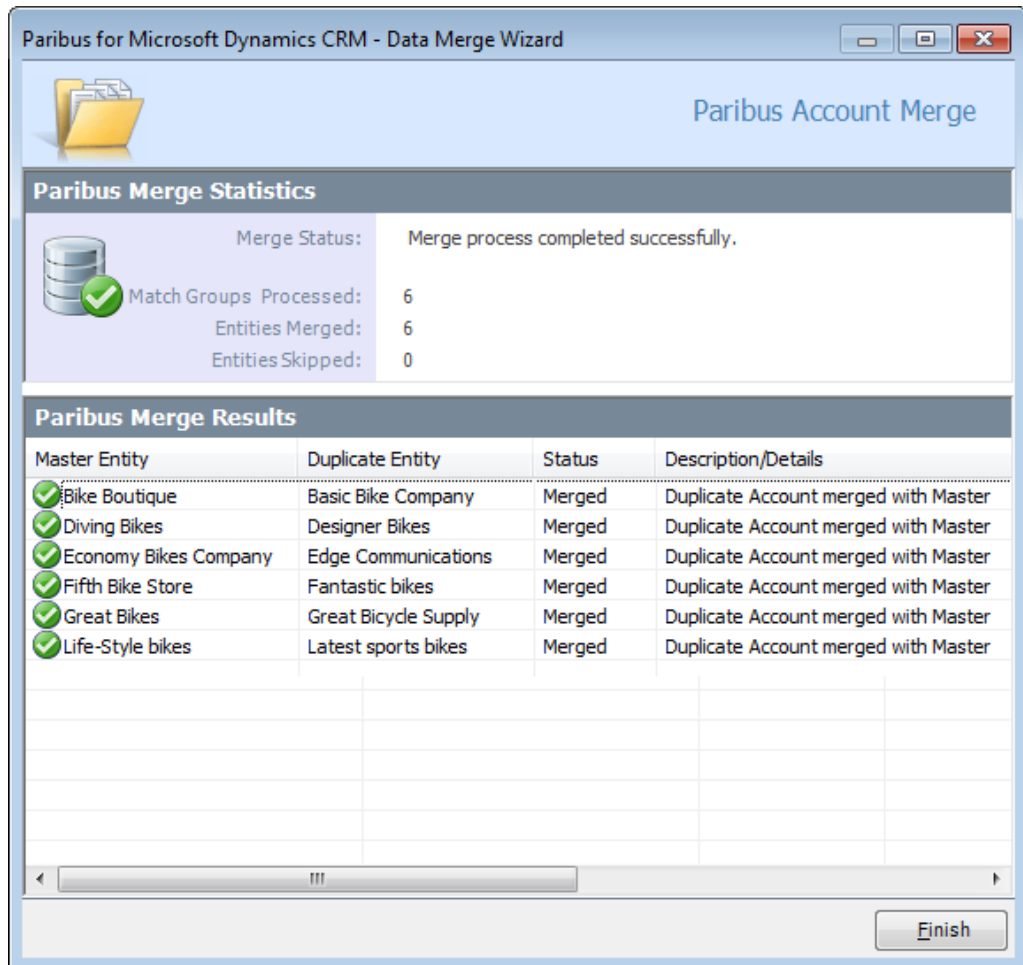 Paribus for Microsoft Dynamics CRM - Data Merge Wizard
Paribus Account Merge
Paribus Merge Statistics
Merge Status: Merge process completed successfully.
Match Groups Processed: 6
Entities Merged: 6
Entities Skipped: 0
Paribus Merge Results
Master Entity Duplicate Entity Status Description/Details
Bike Boutique Basic Bike Company Merged Duplicate Account merged with Master
Diving Bikes Designer Bikes Merged Duplicate Account merged with Master
Economy Bikes Company Edge Communications Merged Duplicate Account merged with Master
Fifth Bike Store Fantastic bikes Merged Duplicate Account merged with Master
Great Bikes Great Bicycle Supply Merged Duplicate Account merged with Master
Life-Style bikes Latest sports bikes Merged Duplicate Account merged with Master
Finish